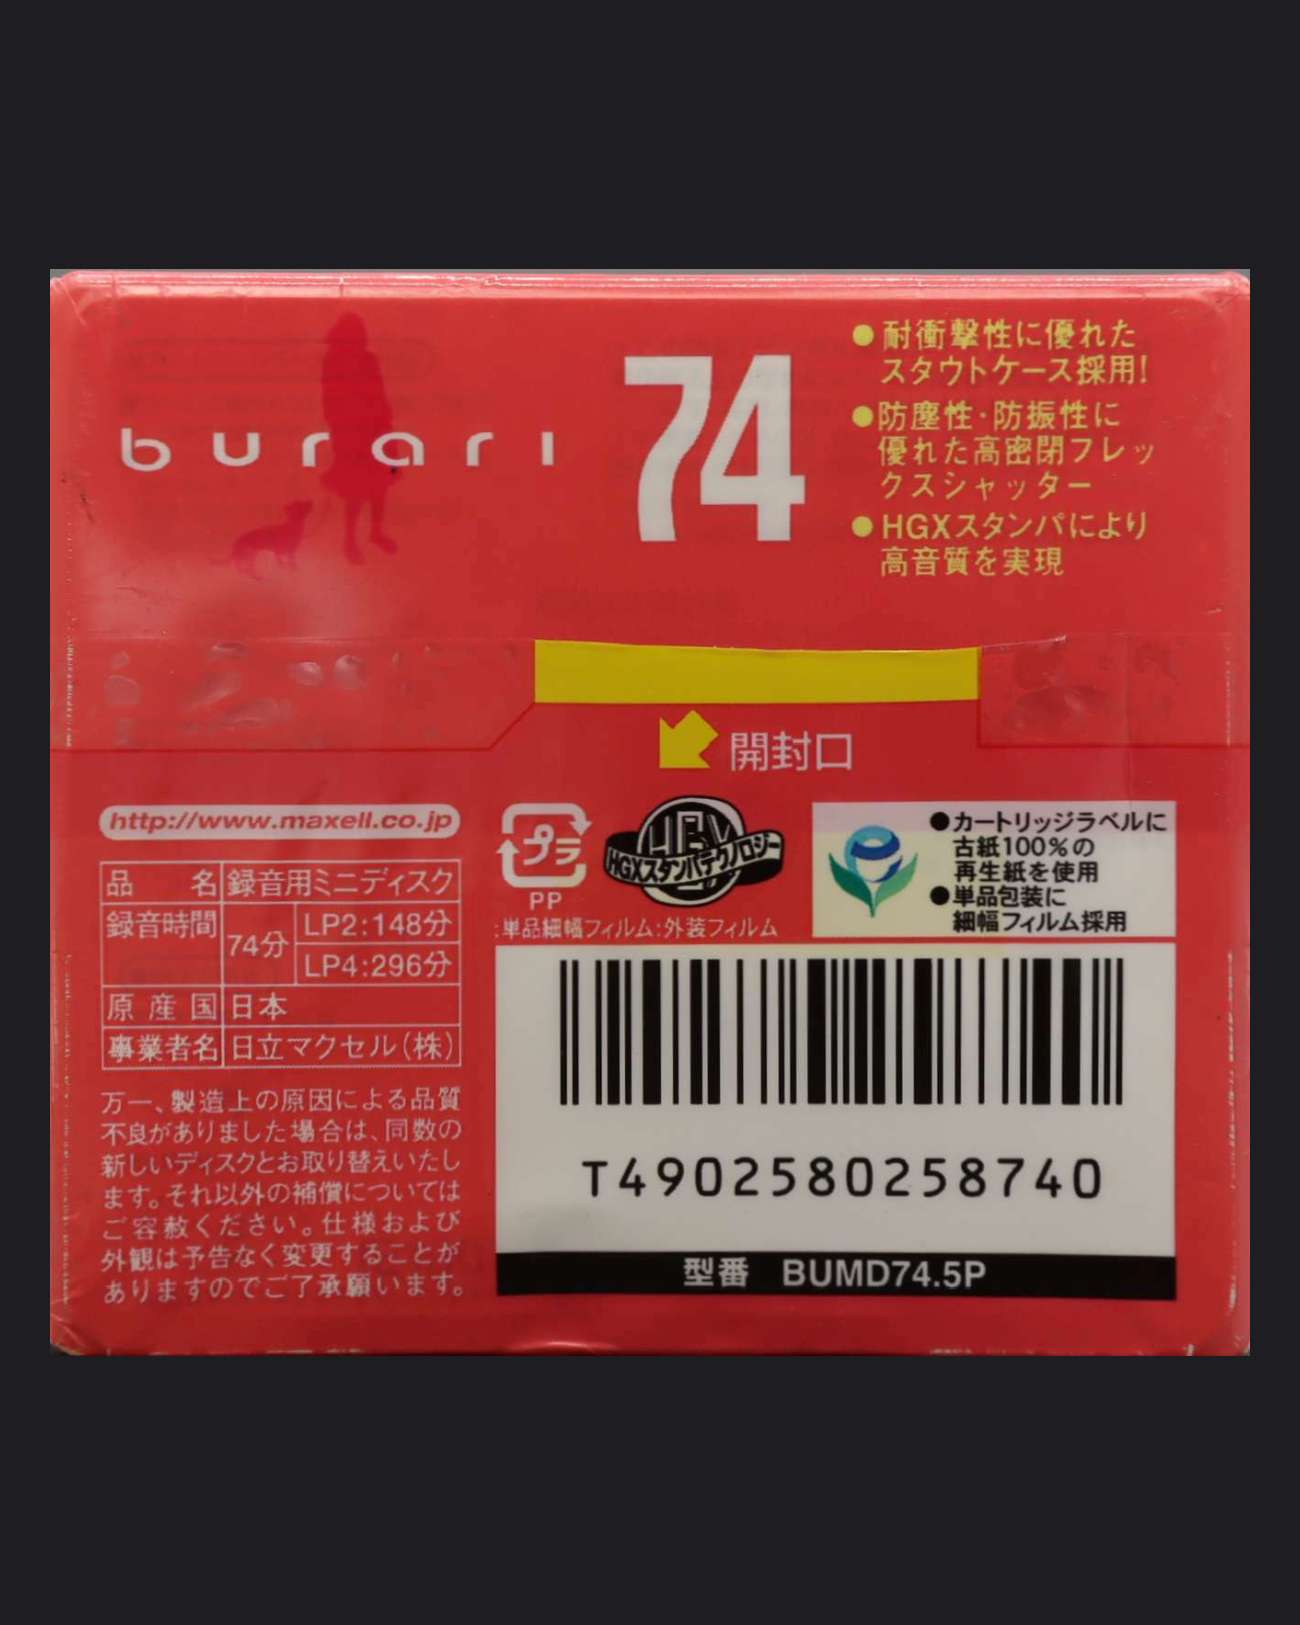 burari
74
●耐衝撃性に優れた
スタウトケース採用!
●防塵性・防振性に
優れた高密閉フレッ
クスシャッター
●HGXスタンパにより
高音質を実現
開封口
http://www.maxell.co.jp
品名 録音用ミニディスク
録音時間 74分 LP2:148分
LP4:296分
原産国 日本
事業者名 日立マクセル(株)
万一、製造上の原因による品質
不良がありました場合は、同数の
新しいディスクとお取り替えいたし
ます。それ以外の補償については
ご容赦ください。仕様および
外観は予告なく変更することが
ありますのでご了承願います。
プラ
PP
:単品細幅フィルム:外装フィルム
HGX
HGXスタンパテクノロジー
●カートリッジラベルに
古紙100%の
再生紙を使用
●単品包装に
細幅フィルム採用
T4902580258740
型番 BUMD74.5P